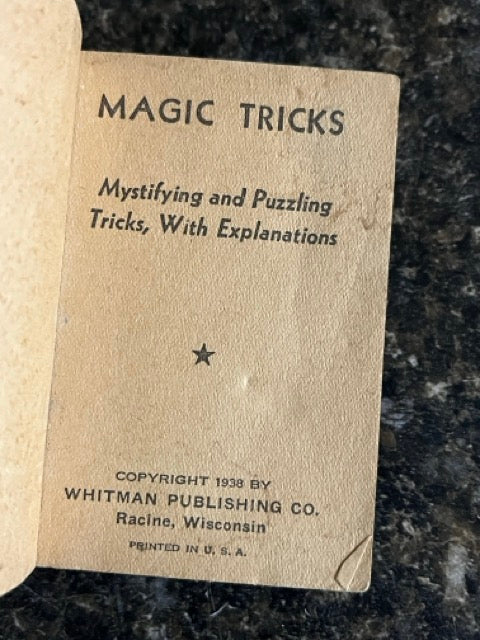 MAGIC TRICKS
Mystifying and Puzzling
Tricks, With Explanations
COPYRIGHT 1938 BY
WHITMAN PUBLISHING CO.
Racine, Wisconsin
PRINTED IN U. S. A.